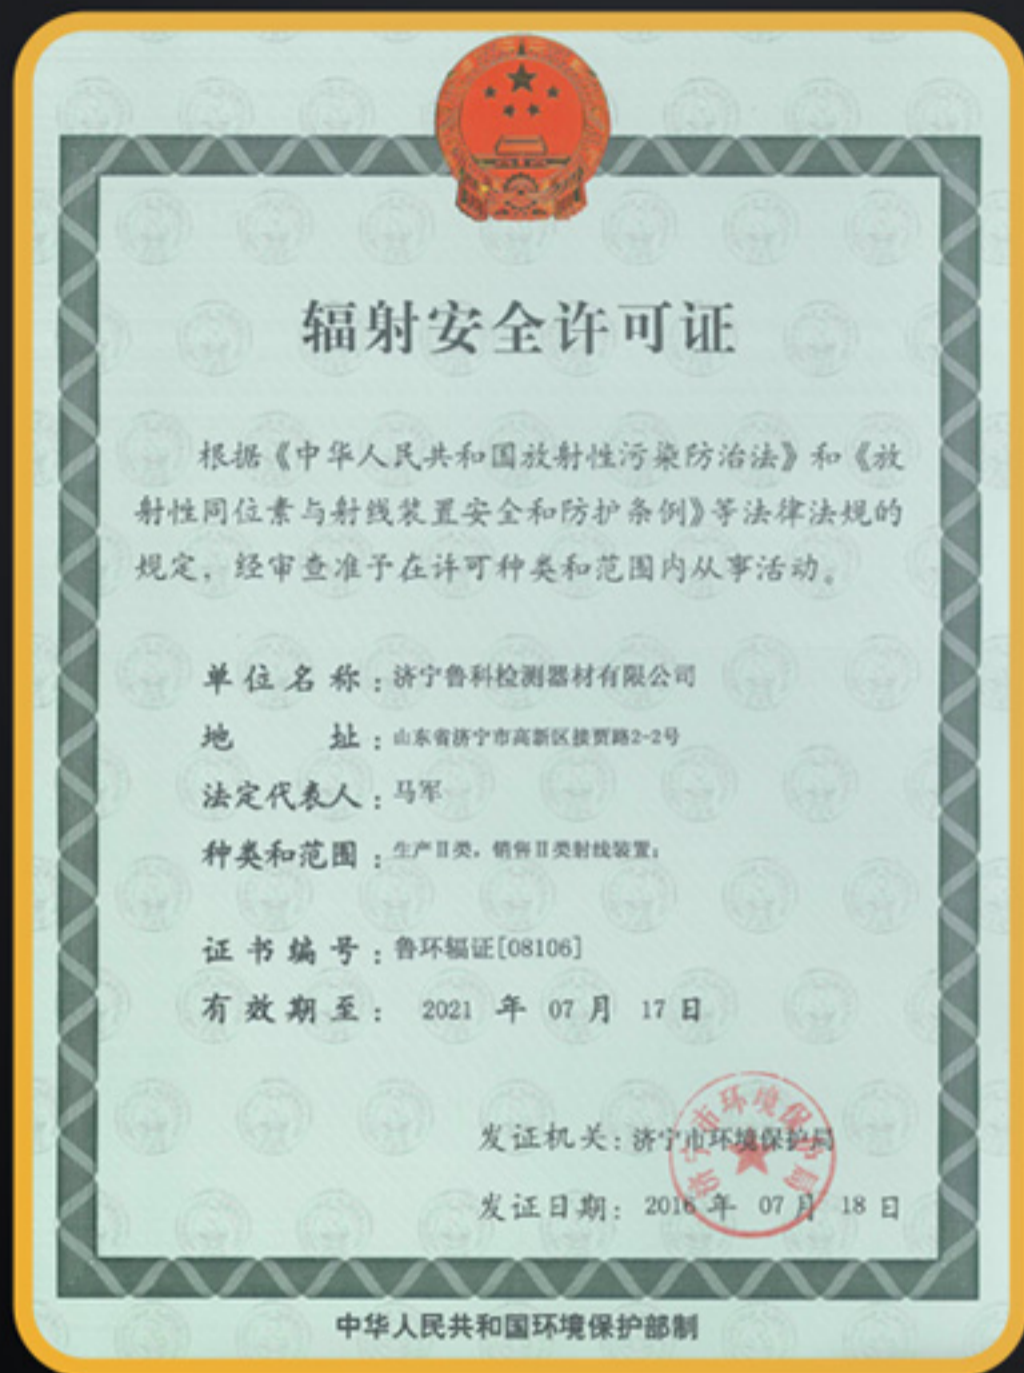 辐射安全许可证
根据《中华人民共和国放射性污染防治法》和《放
射性同位素与射线装置安全和防护条例》等法律法规的
规定，经审查准予在许可种类和范围内从事活动。
单位名称：济宁鲁科检测器材有限公司
地址：山东省济宁市高新区接贾路2-2号
法定代表人：马军
种类和范围：生产Ⅱ类，销售Ⅱ类射线装置；
证书编号：鲁环辐证[08106]
有效期至： 2021 年 07 月 17 日
发证机关：济宁市环境保护局
济宁市环境保护局
发证日期： 2016 年 07 月 18 日
中华人民共和国环境保护部制